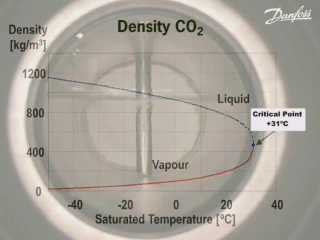 Density CO2
Danfoss
Density
[kg/m³]
1200
800
400
0
Liquid
Critical Point
+31ºC
Vapour
-40
-20
0
20
40
Saturated Temperature [ºC]